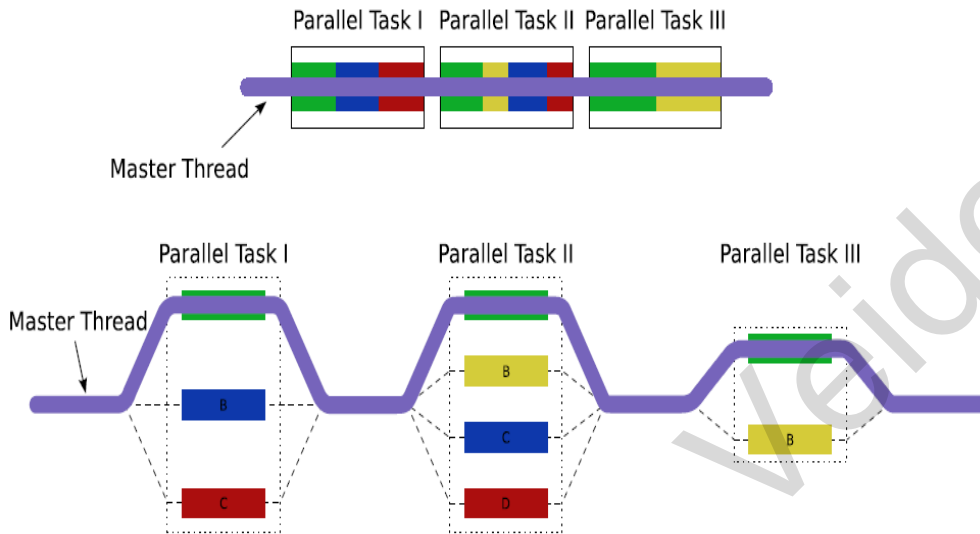 Parallel Task I
Parallel Task II
Parallel Task III
Master Thread
Parallel Task I
Parallel Task II
Parallel Task III
Master Thread
B
C
B
C
D
B
Veide